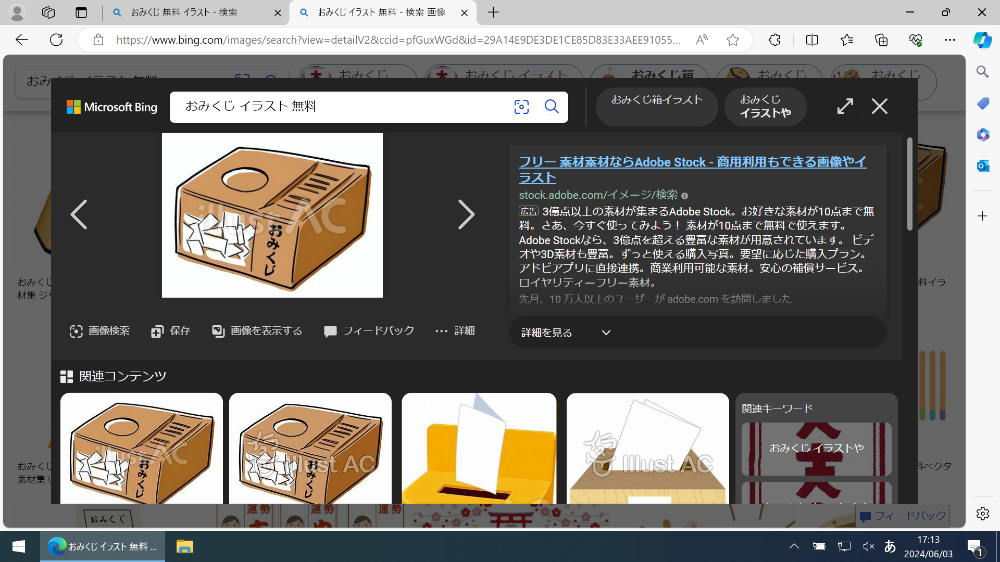 おみくじ 無料 イラスト - 検索
おみくじ イラスト 無料 - 検索 画像
https://www.bing.com/images/search?view=detailV2&ccid=pfGuxWGd&id=29A14E9DE3DE1CE85D83E33AEE91055...
Microsoft Bing
おみくじ イラスト 無料
おみくじ箱イラスト
おみくじ
イラストや
フリー 素材素材ならAdobe Stock - 商用利用もできる画像やイ
ラスト
stock.adobe.com/イメージ/検索
広告 3億点以上の素材が集まるAdobe Stock。お好きな素材が10点まで無
料。さあ、今すぐ使ってみよう！ 素材が10点まで無料で使えます。
Adobe Stockなら、3億点を超える豊富な素材が用意されています。 ビデ
オや3D素材も豊富。ずっと使える購入写真。要望に応じた購入プラン。
アドビアプリに直接連携。商業利用可能な素材。安心の補償サービス。
ロイヤリティーフリー素材。
先月、10 万人以上のユーザーが adobe.com を訪問しました
詳細を見る
illust AC
おみくじ
画像検索
保存
画像を表示する
フィードバック
詳細
関連コンテンツ
illust AC
おみくじ
illust AC
おみくじ
illust AC
関連キーワード
おみくじ イラストや
おみくじ
材集 ジャ
おみくじ
素材集
料イラ
料ベクタ
おみくじ
運勢
運勢
運勢
フィードバック
おみくじ イラスト 無料 ...
あ
17:13
2024/06/03
1